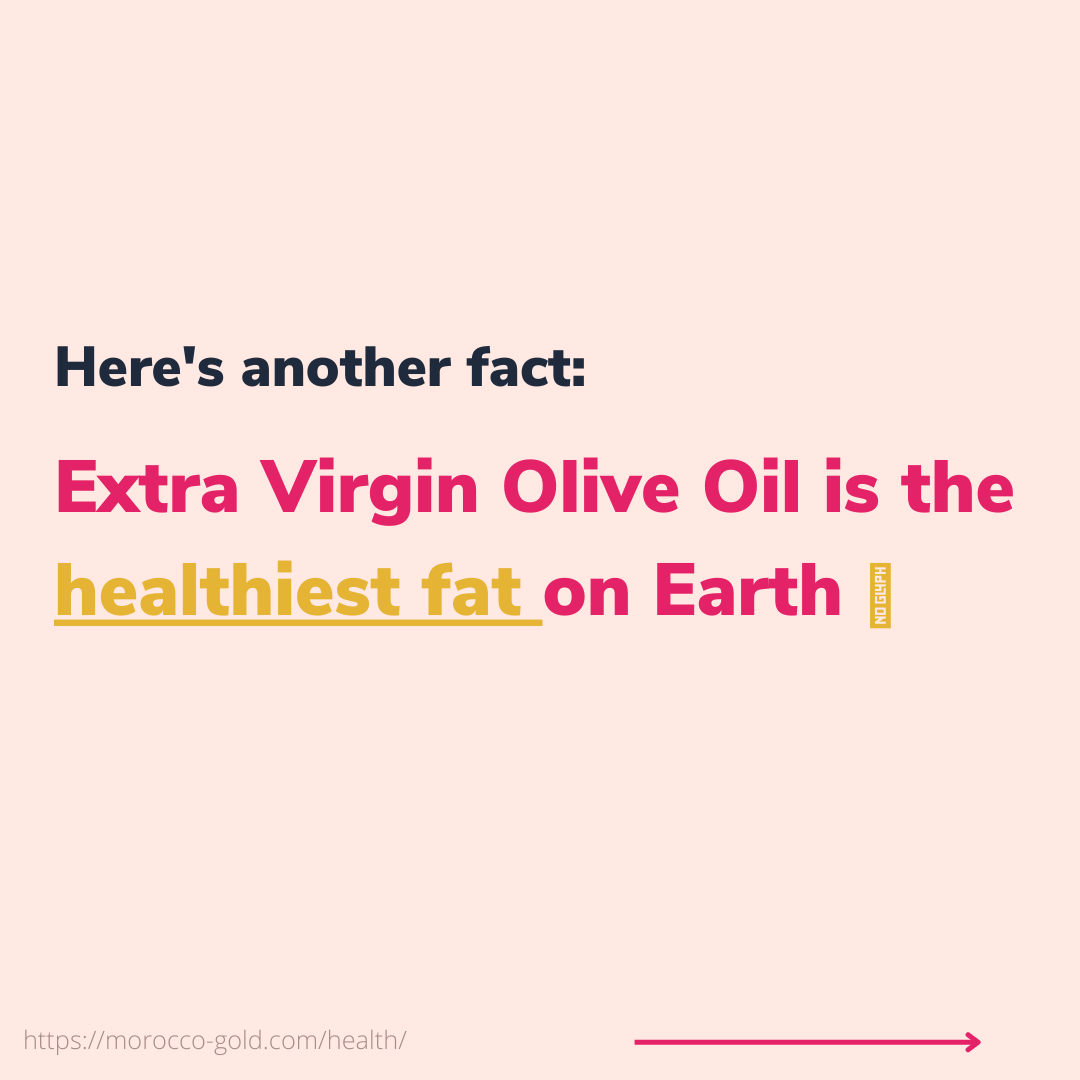 Here's another fact:
Extra Virgin Olive Oil is the
healthiest fat on Earth
NO GLYPH
https://morocco-gold.com/health/